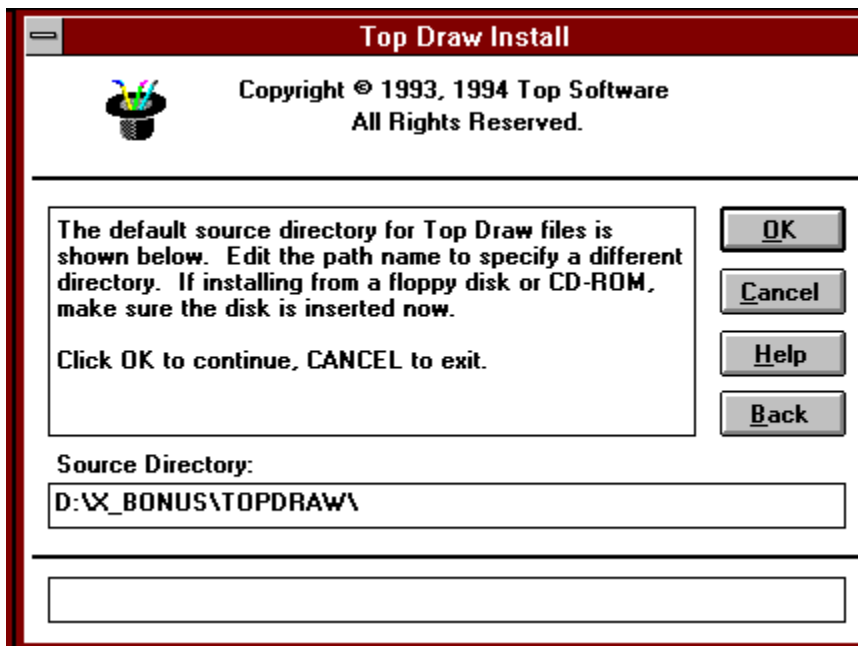 Top Draw Install
Copyright © 1993, 1994 Top Software
All Rights Reserved.
The default source directory for Top Draw files is
shown below.  Edit the path name to specify a different
directory.  If installing from a floppy disk or CD-ROM,
make sure the disk is inserted now.
Click OK to continue, CANCEL to exit.
OK
Cancel
Help
Back
Source Directory:
D:\X_BONUS\TOPDRAW\